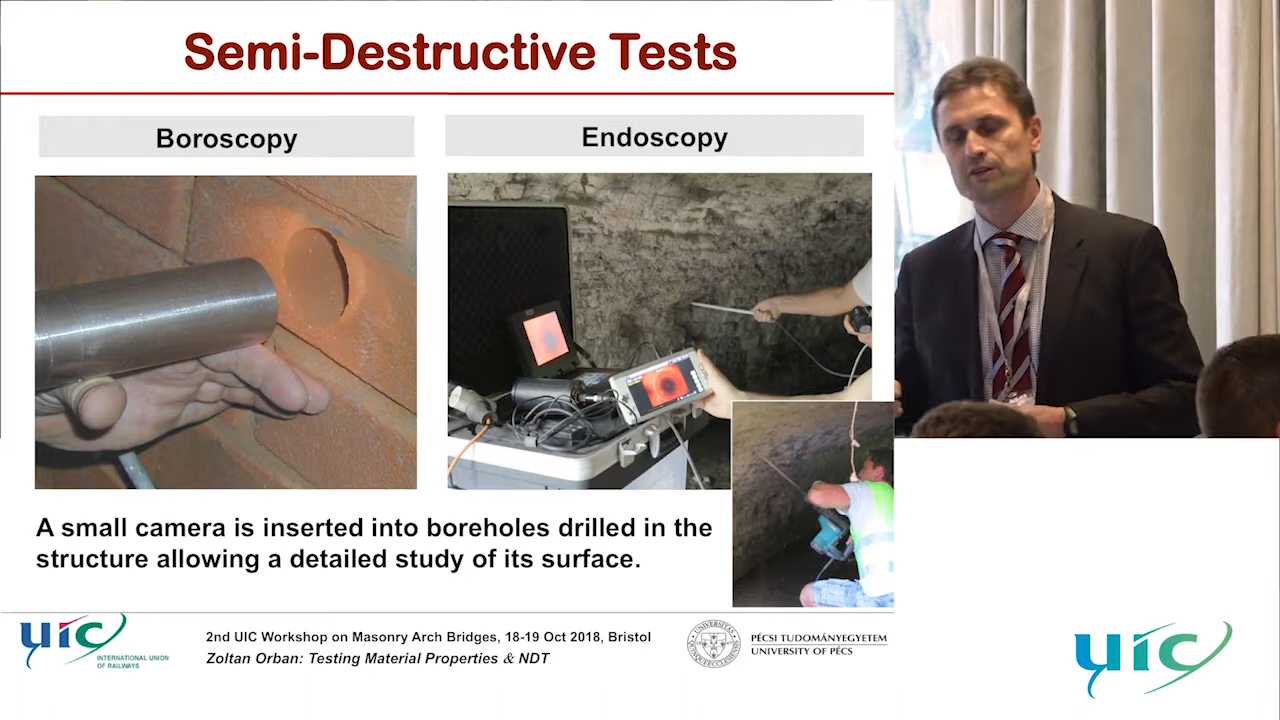 Semi-Destructive Tests
Boroscopy
Endoscopy
A small camera is inserted into boreholes drilled in the
structure allowing a detailed study of its surface.
uic
INTERNATIONAL UNION
OF RAILWAYS
2nd UIC Workshop on Masonry Arch Bridges, 18-19 Oct 2018, Bristol
Zoltan Orban: Testing Material Properties & NDT
PÉCSI TUDOMÁNYEGYETEM
UNIVERSITY OF PÉCS
uic